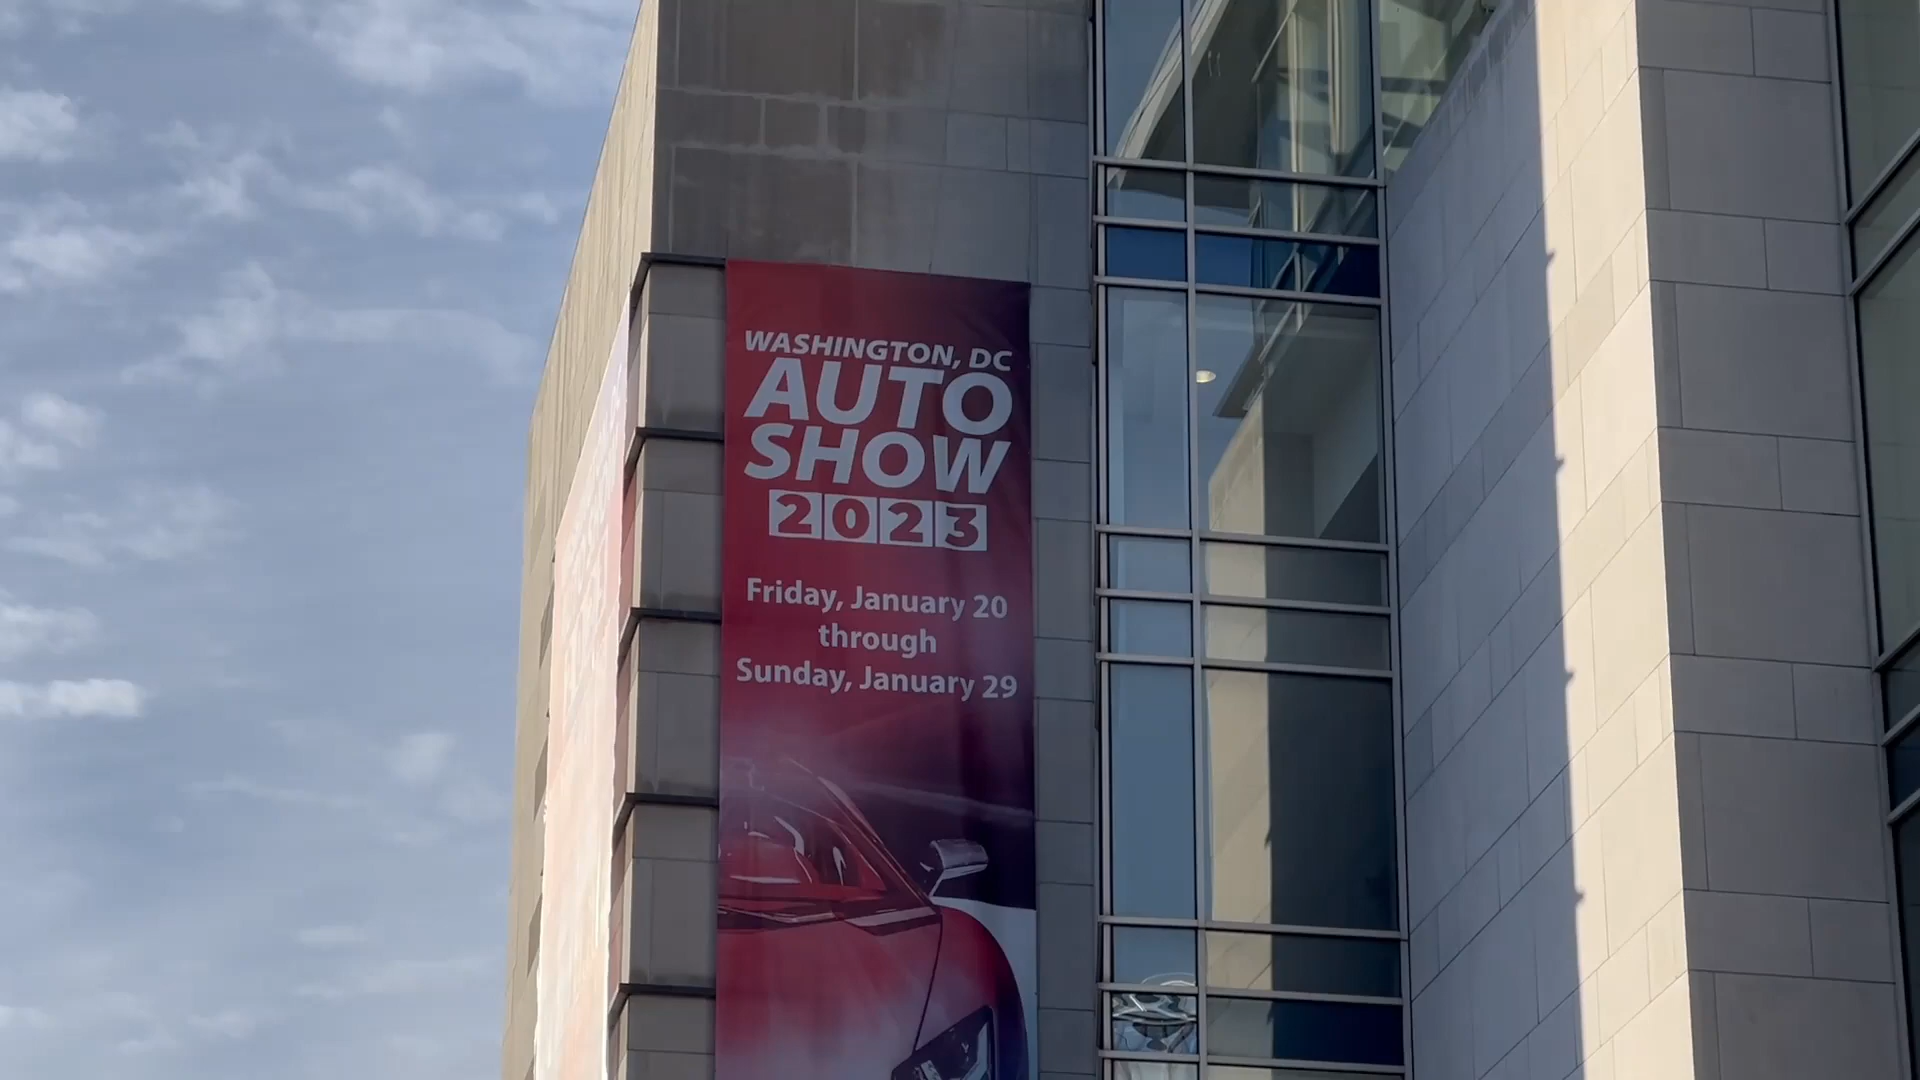 WASHINGTON, DC
AUTO
SHOW
2023
Friday, January 20
through
Sunday, January 29